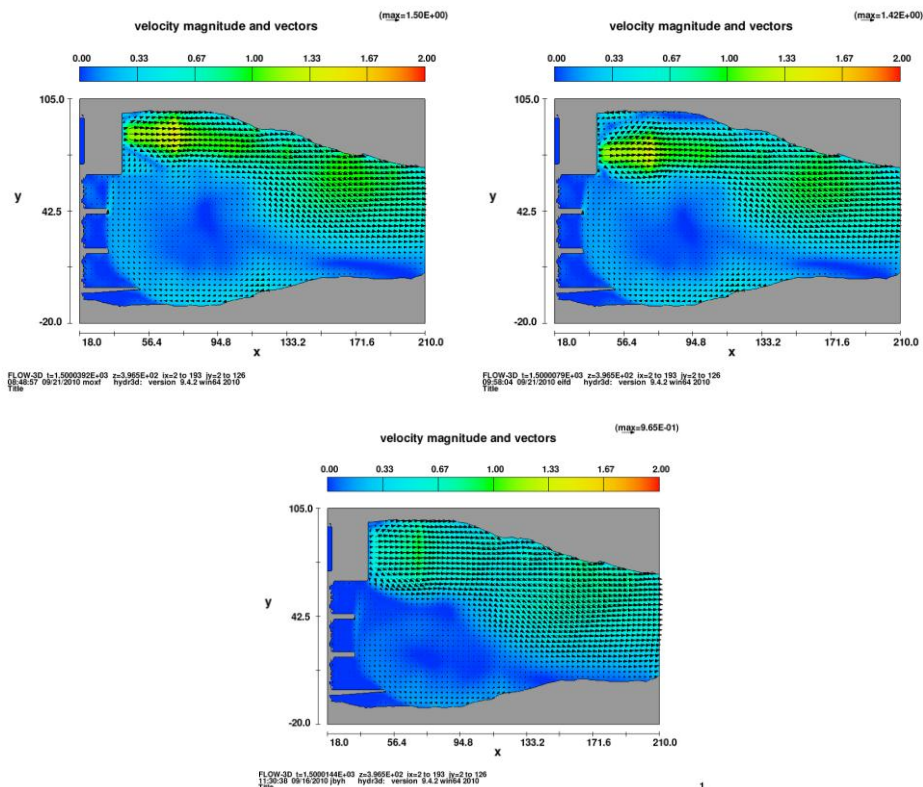 (max=1.50E+00)
velocity magnitude and vectors
0.00 0.33 0.67 1.00 1.33 1.67 2.00
105.0
y
42.5
-20.0
18.0 56.4 94.8 133.2 171.6 210.0
x
FLOW-3D t=1.5000392E+03 z=3.965E+02 ix=2 to 193 jy=2 to 126
08:48:57 09/21/2010 moxf hydr3d: version 9.4.2 win64 2010
Title
(max=1.42E+00)
velocity magnitude and vectors
0.00 0.33 0.67 1.00 1.33 1.67 2.00
105.0
y
42.5
-20.0
18.0 56.4 94.8 133.2 171.6 210.0
x
FLOW-3D t=1.5000079E+03 z=3.965E+02 ix=2 to 193 jy=2 to 126
09:58:04 09/21/2010 eifd hydr3d: version 9.4.2 win64 2010
Title
(max=9.65E-01)
velocity magnitude and vectors
0.00 0.33 0.67 1.00 1.33 1.67 2.00
105.0
y
42.5
-20.0
18.0 56.4 94.8 133.2 171.6 210.0
x
FLOW-3D t=1.5000144E+03 z=3.965E+02 ix=2 to 193 jy=2 to 126
11:30:38 09/16/2010 jbyh hydr3d: version 9.4.2 win64 2010
Title
1